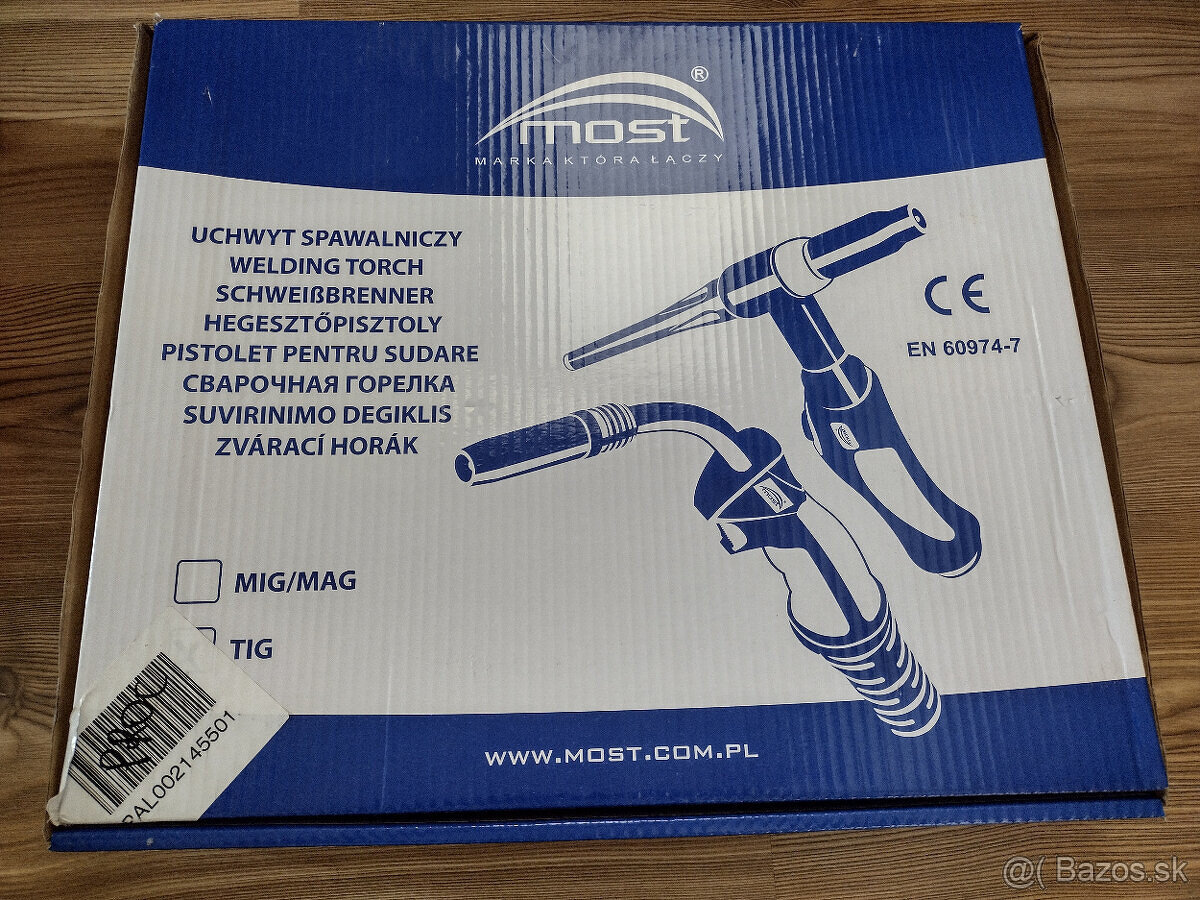 most ®
MARKA KTÓRA ŁĄCZY
UCHWYT SPAWALNICZY
WELDING TORCH
SCHWEIßBRENNER
HEGESZTŐPISZTOLY
PISTOLET PENTRU SUDARE
СВАРОЧНАЯ ГОРЕЛКА
SUVIRINIMO DEGIKLIS
ZVÁRACÍ HORÁK
CE
EN 60974-7
most
MIG/MAG
TIG
PAL002145501
WWW.MOST.COM.PL
@( Bazos.sk